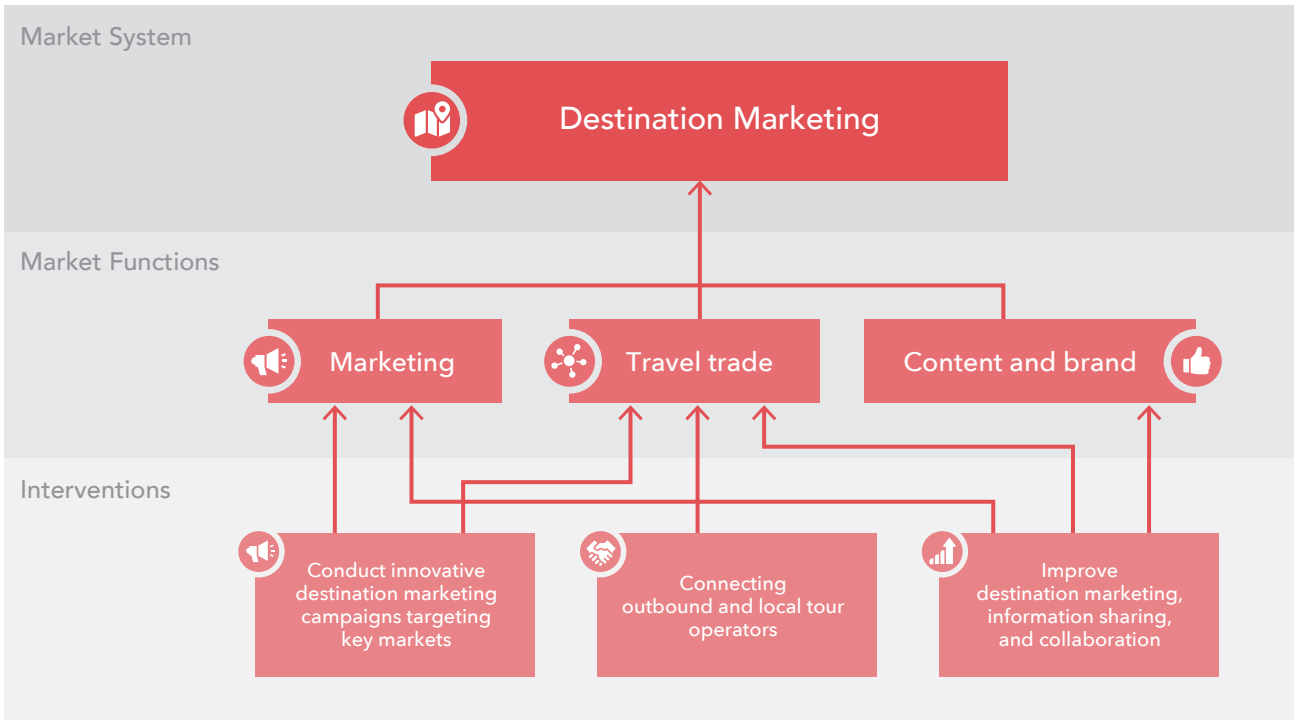 Market System
Destination Marketing
Market Functions
Marketing
Travel trade
Content and brand
Interventions
Conduct innovative
destination marketing
campaigns targeting
key markets
Connecting
outbound and local tour
operators
Improve
destination marketing,
information sharing,
and collaboration